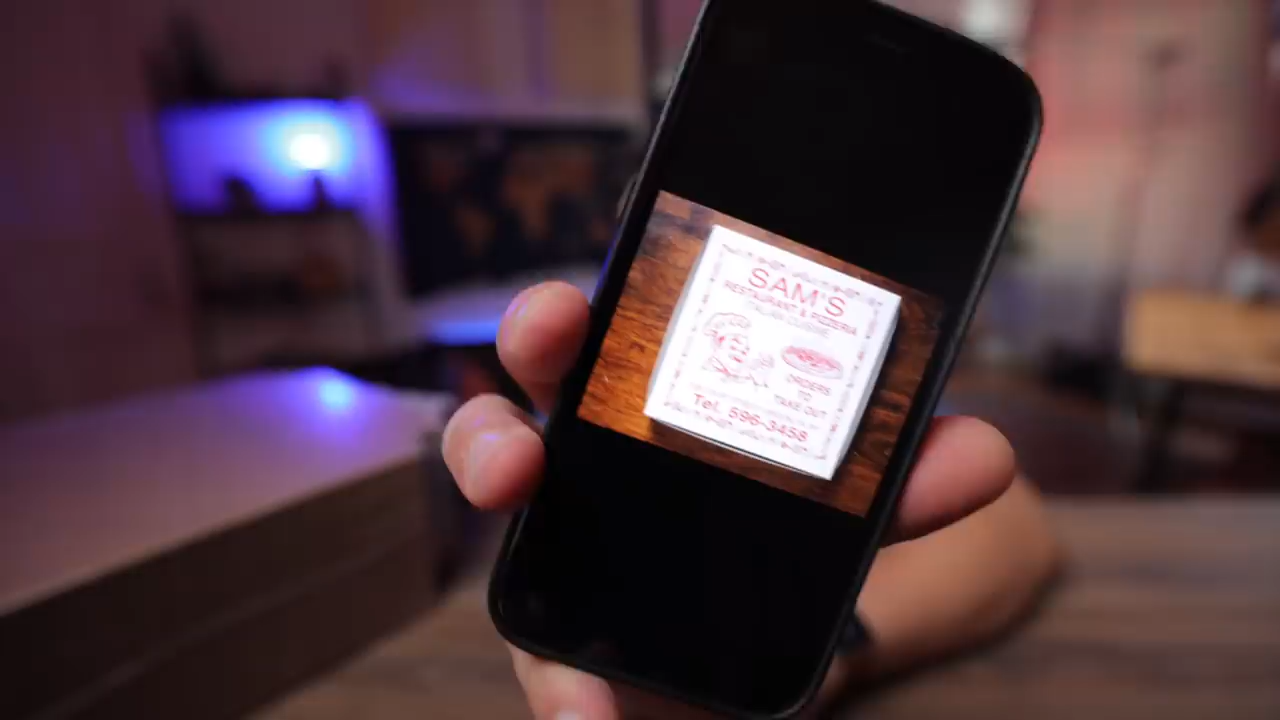 SAM'S
RESTAURANT & PIZZERIA
ITALIAN CUISINE
ORDERS
TO
TAKE OUT
Tel. 596-3458